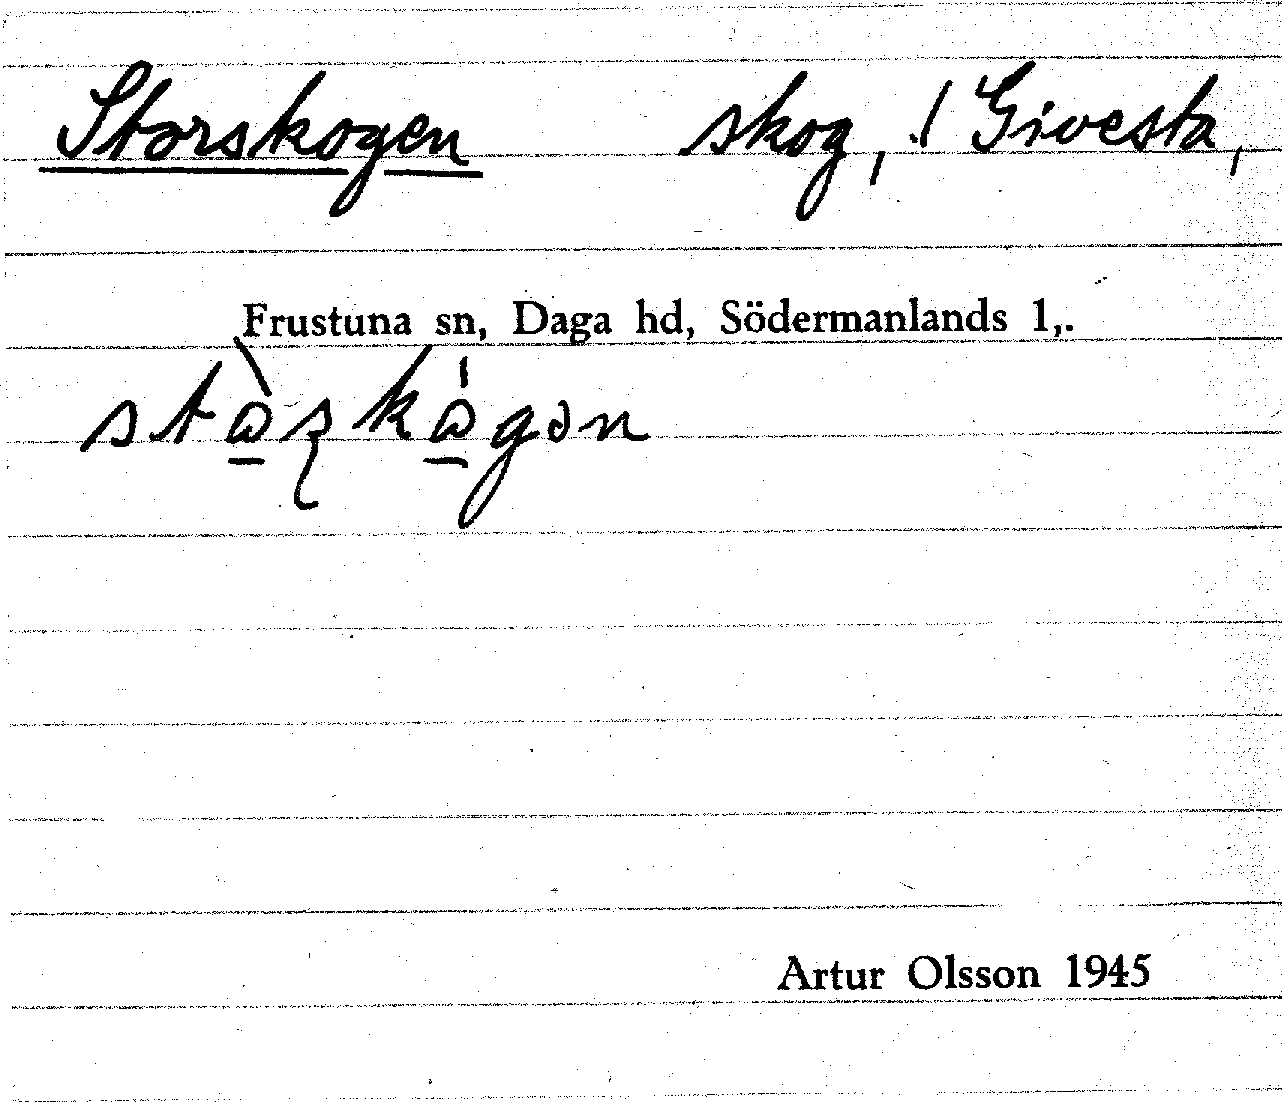 Storskogen skog, / Givesta,
Frustuna sn, Daga hd, Södermanlands l,.
Artur Olsson 1945